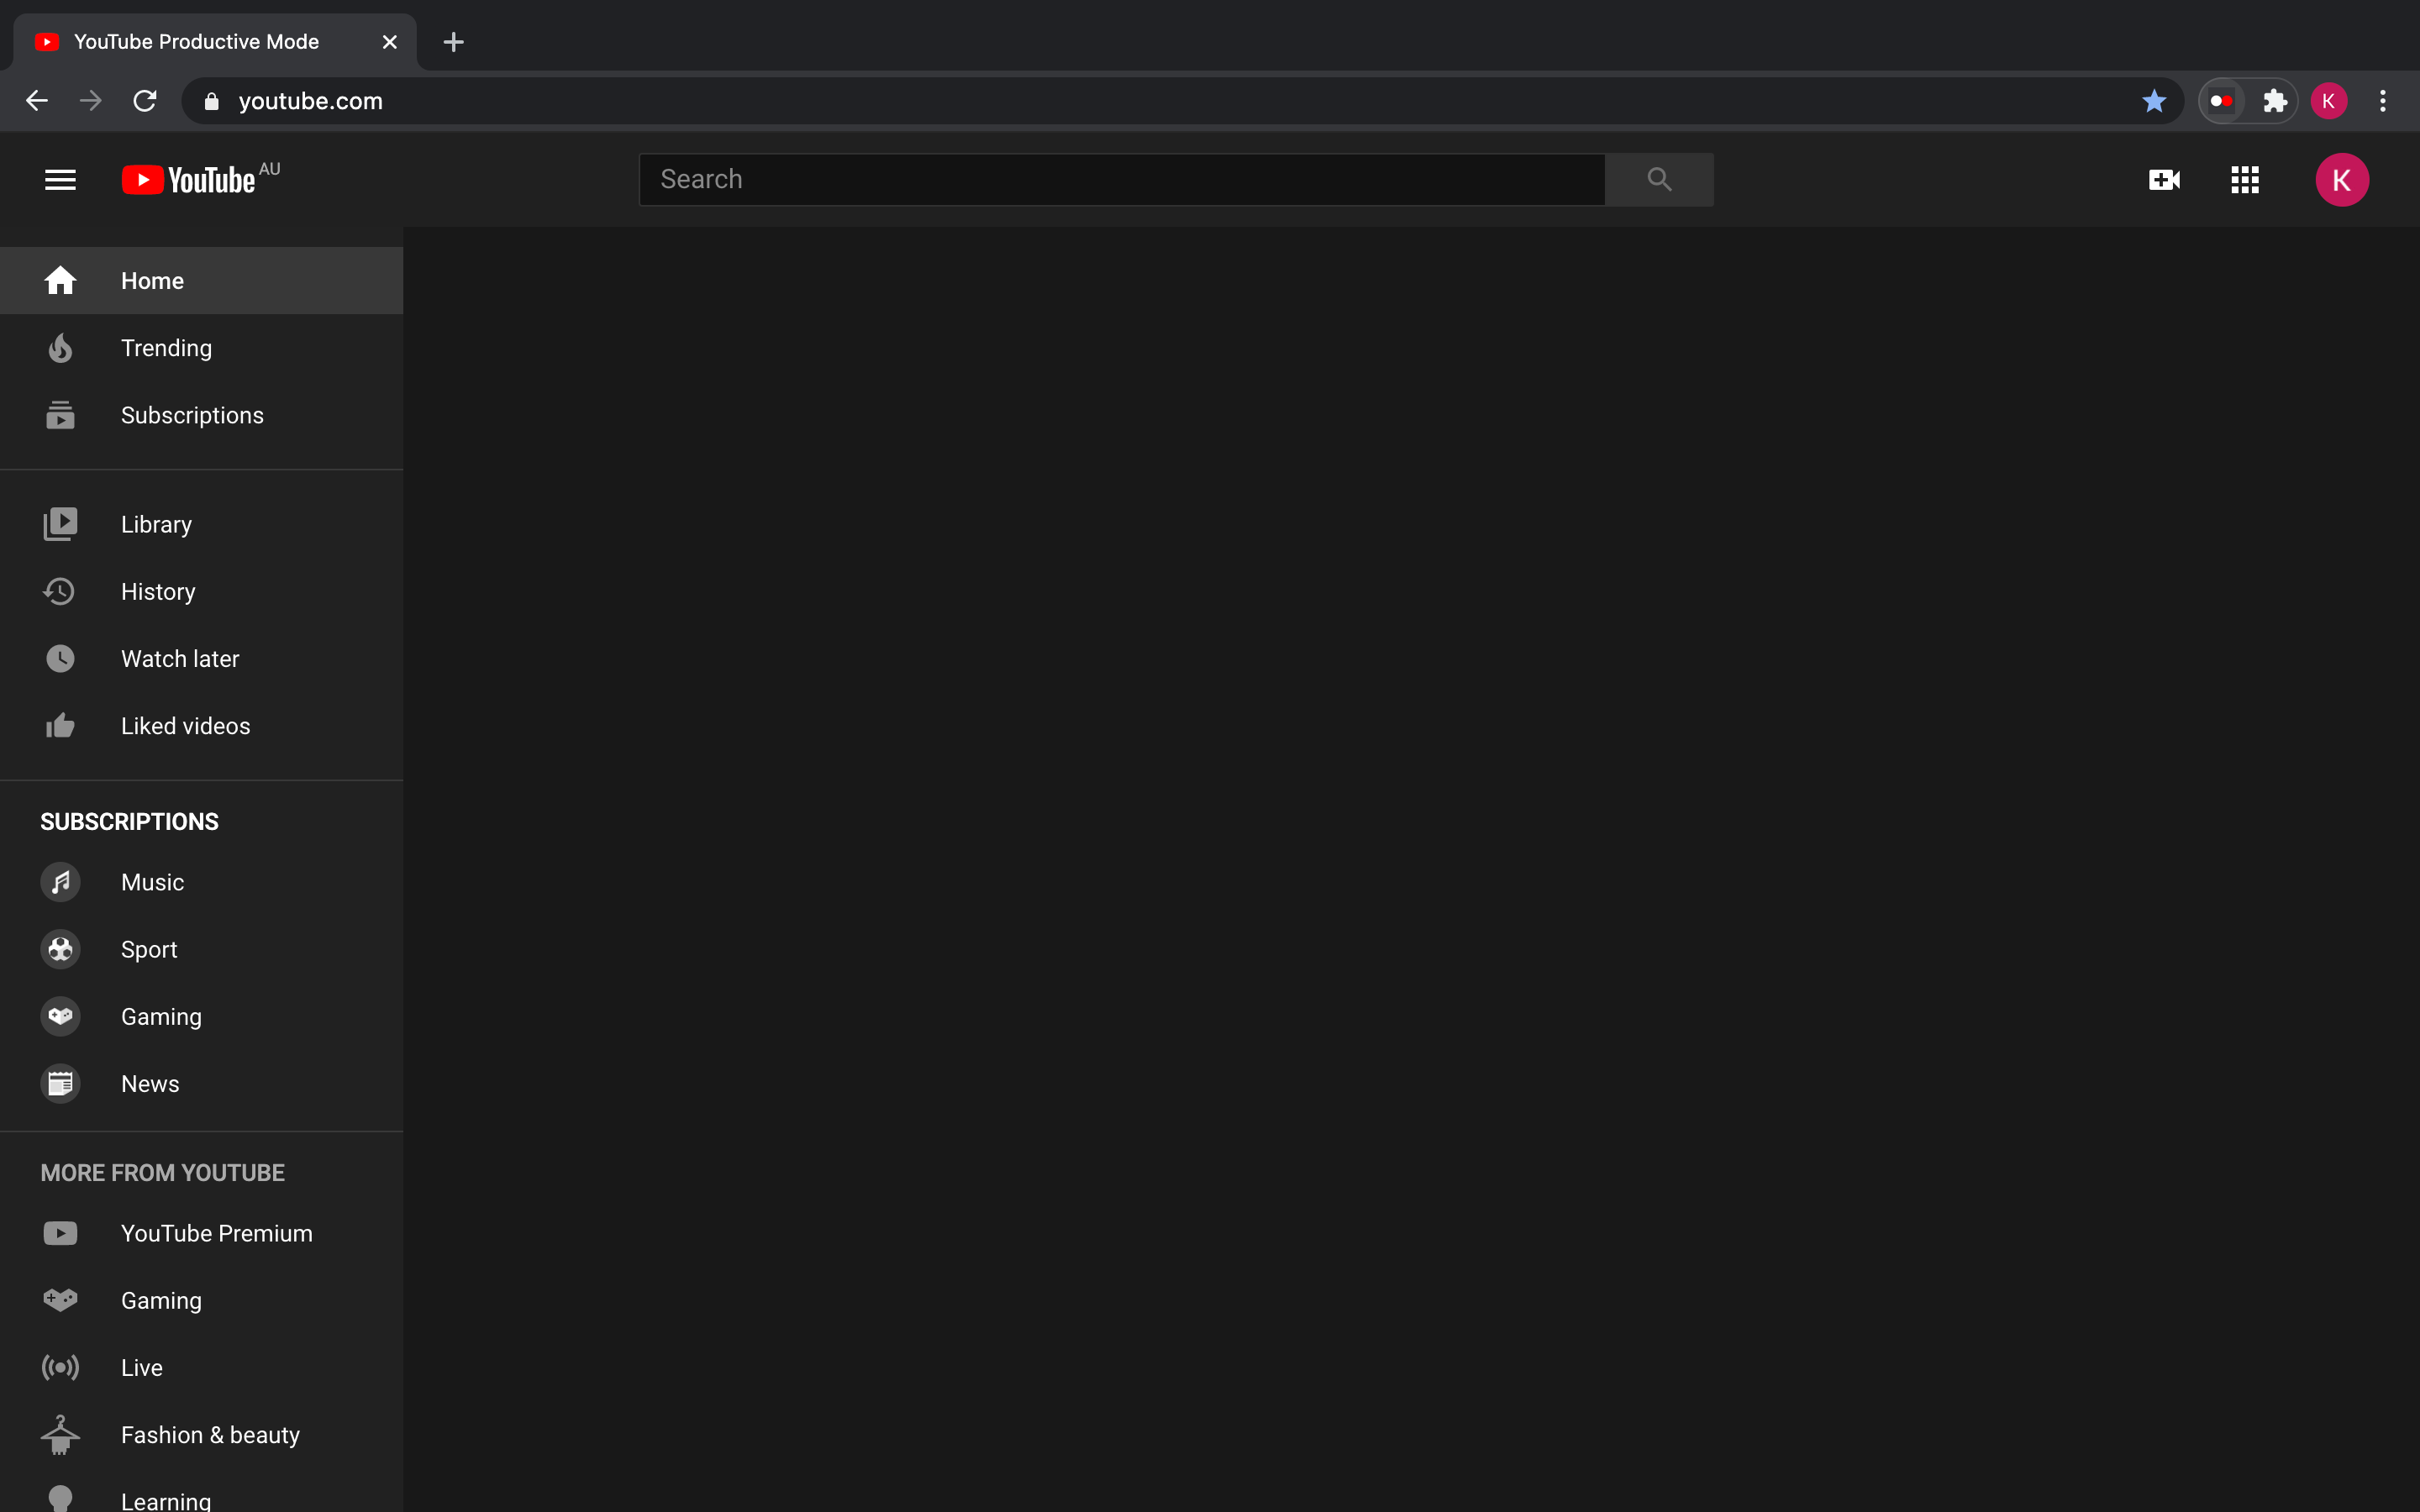 YouTube Productive Mode
youtube.com
K
YouTube AU
Search
K
Home
Trending
Subscriptions
Library
History
Watch later
Liked videos
SUBSCRIPTIONS
Music
Sport
Gaming
News
MORE FROM YOUTUBE
YouTube Premium
Gaming
Live
Fashion & beauty
Learning